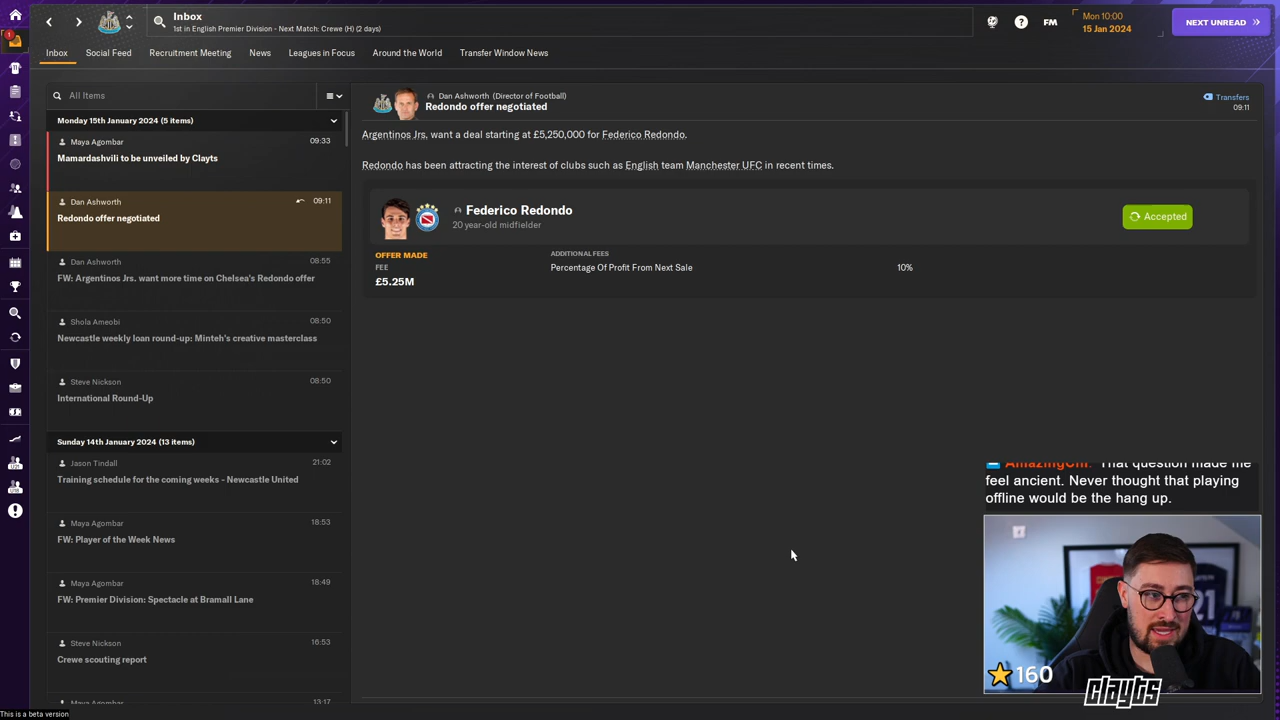 Inbox
1st in English Premier Division - Next Match: Crewe (H) (2 days)
FM
Mon 10:00
15 Jan 2024
NEXT UNREAD
1
Inbox
Social Feed
Recruitment Meeting
News
Leagues in Focus
Around the World
Transfer Window News
All Items
Monday 15th January 2024 (5 items)
Maya Agombar
09:33
Mamardashvili to be unveiled by Clayts
Dan Ashworth
09:11
Redondo offer negotiated
Dan Ashworth
08:55
FW: Argentinos Jrs. want more time on Chelsea's Redondo offer
Shola Ameobi
08:50
Newcastle weekly loan round-up: Minteh's creative masterclass
Steve Nickson
08:50
International Round-Up
Sunday 14th January 2024 (13 items)
Jason Tindall
21:02
Training schedule for the coming weeks - Newcastle United
Maya Agombar
18:53
FW: Player of the Week News
Maya Agombar
18:49
FW: Premier Division: Spectacle at Bramall Lane
Steve Nickson
16:53
Crewe scouting report
Maya Agombar
13:17
Dan Ashworth (Director of Football)
Redondo offer negotiated
Transfers
09:11
Argentinos Jrs. want a deal starting at £5,250,000 for Federico Redondo.
Redondo has been attracting the interest of clubs such as English team Manchester UFC in recent times.
Federico Redondo
20 year-old midfielder
Accepted
OFFER MADE
FEE
£5.25M
ADDITIONAL FEES
Percentage Of Profit From Next Sale
10%
AmazingChi: That question made me
feel ancient. Never thought that playing
offline would be the hang up.
21
160
clayts
U21
U18
This is a beta version